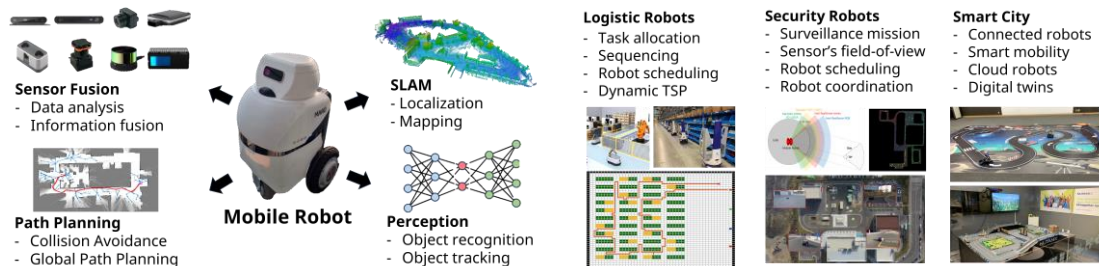 Sensor Fusion
- Data analysis
- Information fusion
Path Planning
- Collision Avoidance
- Global Path Planning
Mobile Robot
SLAM
- Localization
- Mapping
Perception
- Object recognition
- Object tracking
Logistic Robots
- Task allocation
- Sequencing
- Robot scheduling
- Dynamic TSP
Security Robots
- Surveillance mission
- Sensor's field-of-view
- Robot scheduling
- Robot coordination
Smart City
- Connected robots
- Smart mobility
- Cloud robots
- Digital twins